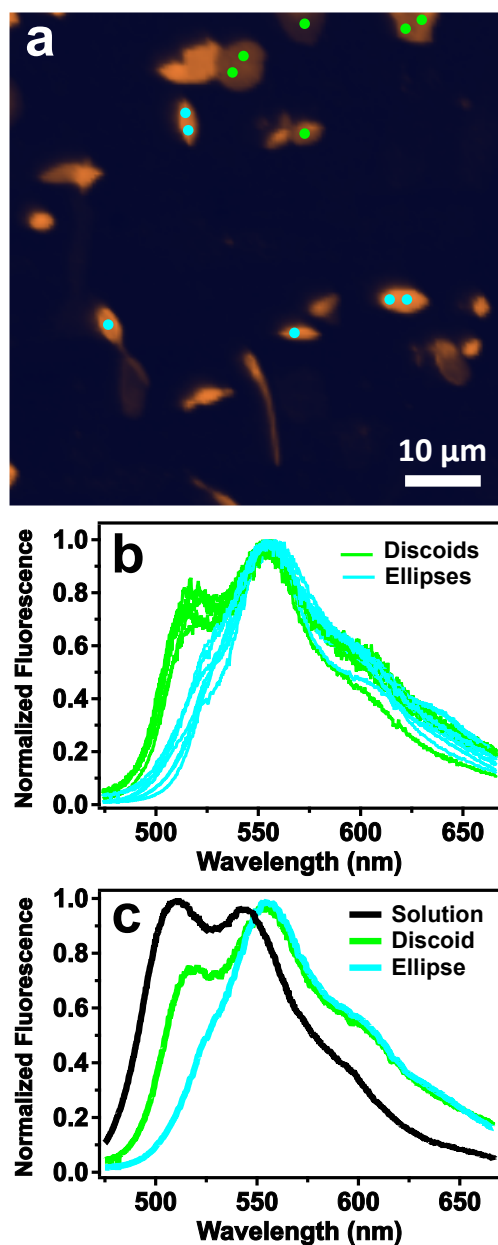 a
10 µm
b
Discoids
Ellipses
Normalized Fluorescence
1.0
0.8
0.6
0.4
0.2
0.0
500 550 600 650
Wavelength (nm)
c
Solution
Discoid
Ellipse
Normalized Fluorescence
1.0
0.8
0.6
0.4
0.2
0.0
500 550 600 650
Wavelength (nm)